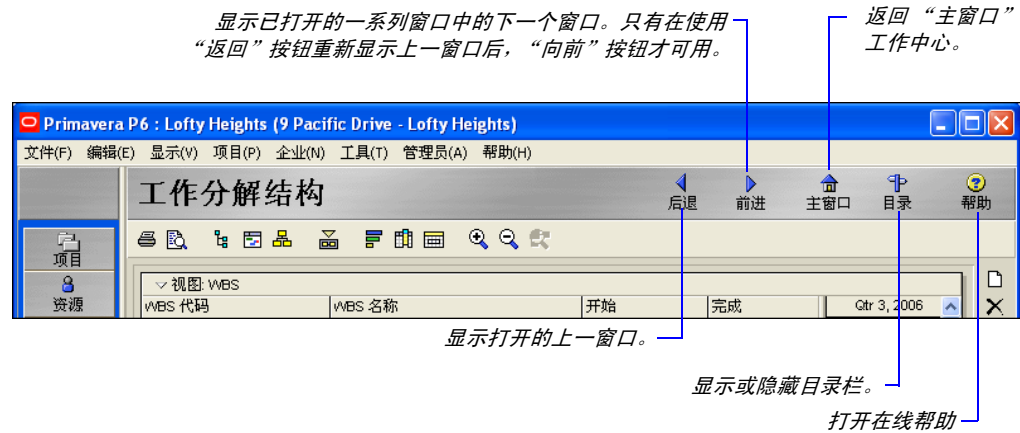 显示已打开的一系列窗口中的下一个窗口。只有在使用
“返回”按钮重新显示上一窗口后，“向前”按钮才可用。
返回 “主窗口”
工作中心。
Primavera P6 : Lofty Heights (9 Pacific Drive - Lofty Heights)
文件(F) 编辑(E) 显示(V) 项目(P) 企业(N) 工具(T) 管理员(A) 帮助(H)
工作分解结构
后退 前进 主窗口 目录 帮助
项目
资源
视图: WBS
WBS 代码 WBS 名称 开始 完成 Qtr 3, 2006
显示打开的上一窗口。
显示或隐藏目录栏。
打开在线帮助